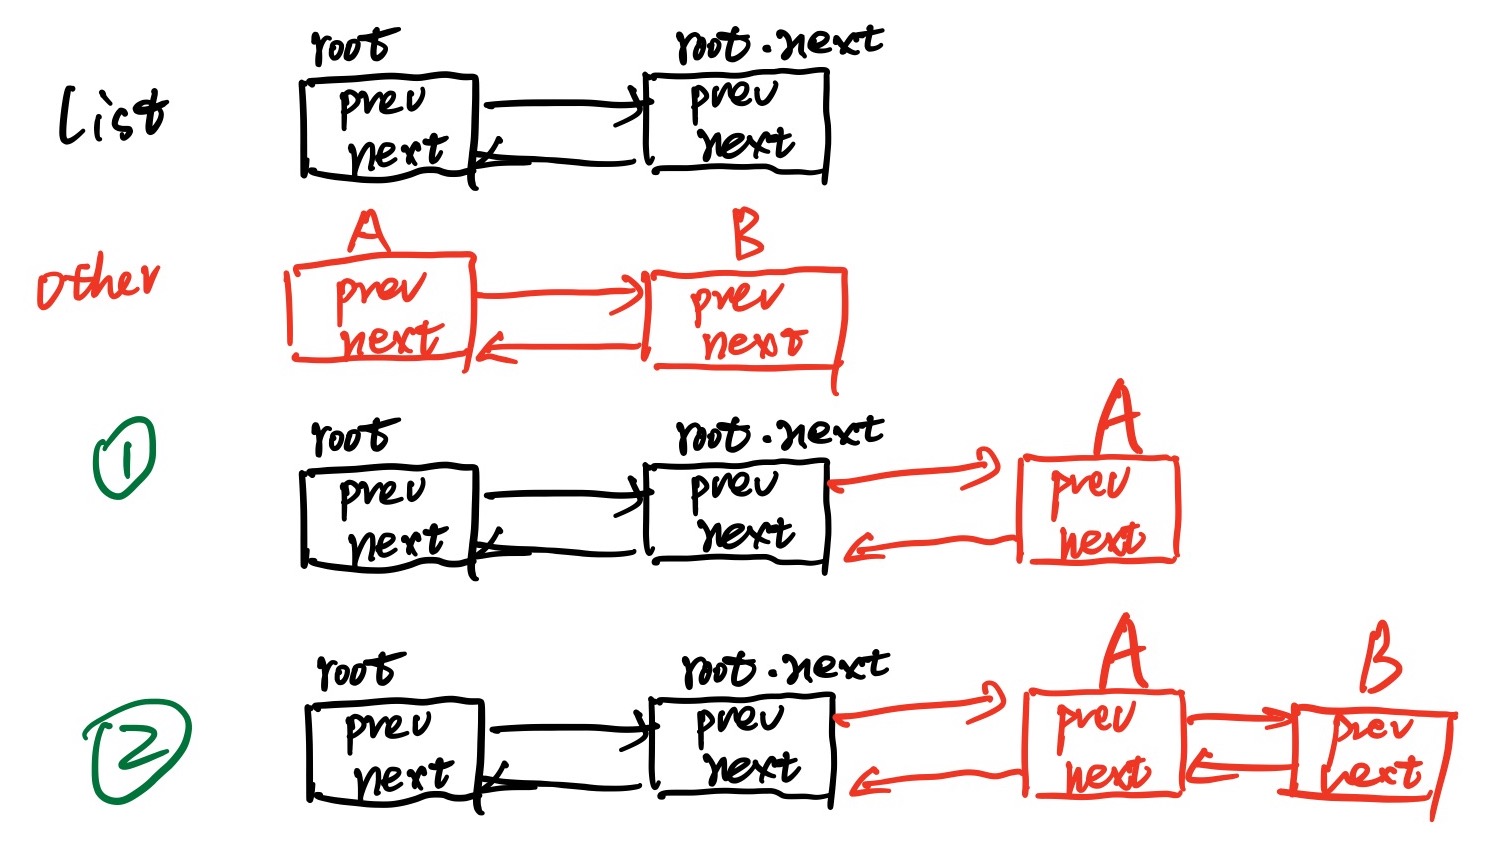 root root.next
List
prev prev
next next
A B
other
prev prev
next next
①
root root.next A
prev prev prev
next next next
②
root root.next A B
prev prev prev prev
next next next next